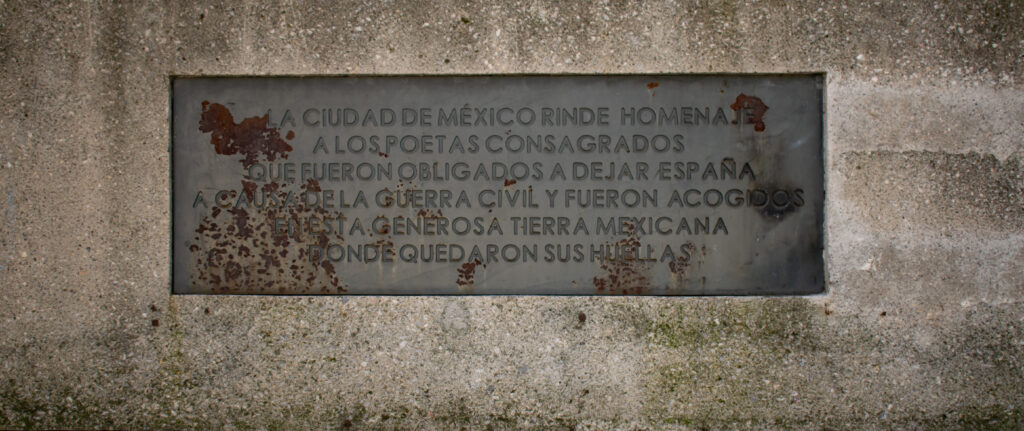 LA CIUDAD DE MÉXICO RINDE HOMENAJE
A LOS POETAS CONSAGRADOS
QUE FUERON OBLIGADOS A DEJAR ESPAÑA
A CAUSA DE LA GUERRA CIVIL Y FUERON ACOGIDOS
EN ESTA GENEROSA TIERRA MEXICANA
DONDE QUEDARON SUS HUELLAS